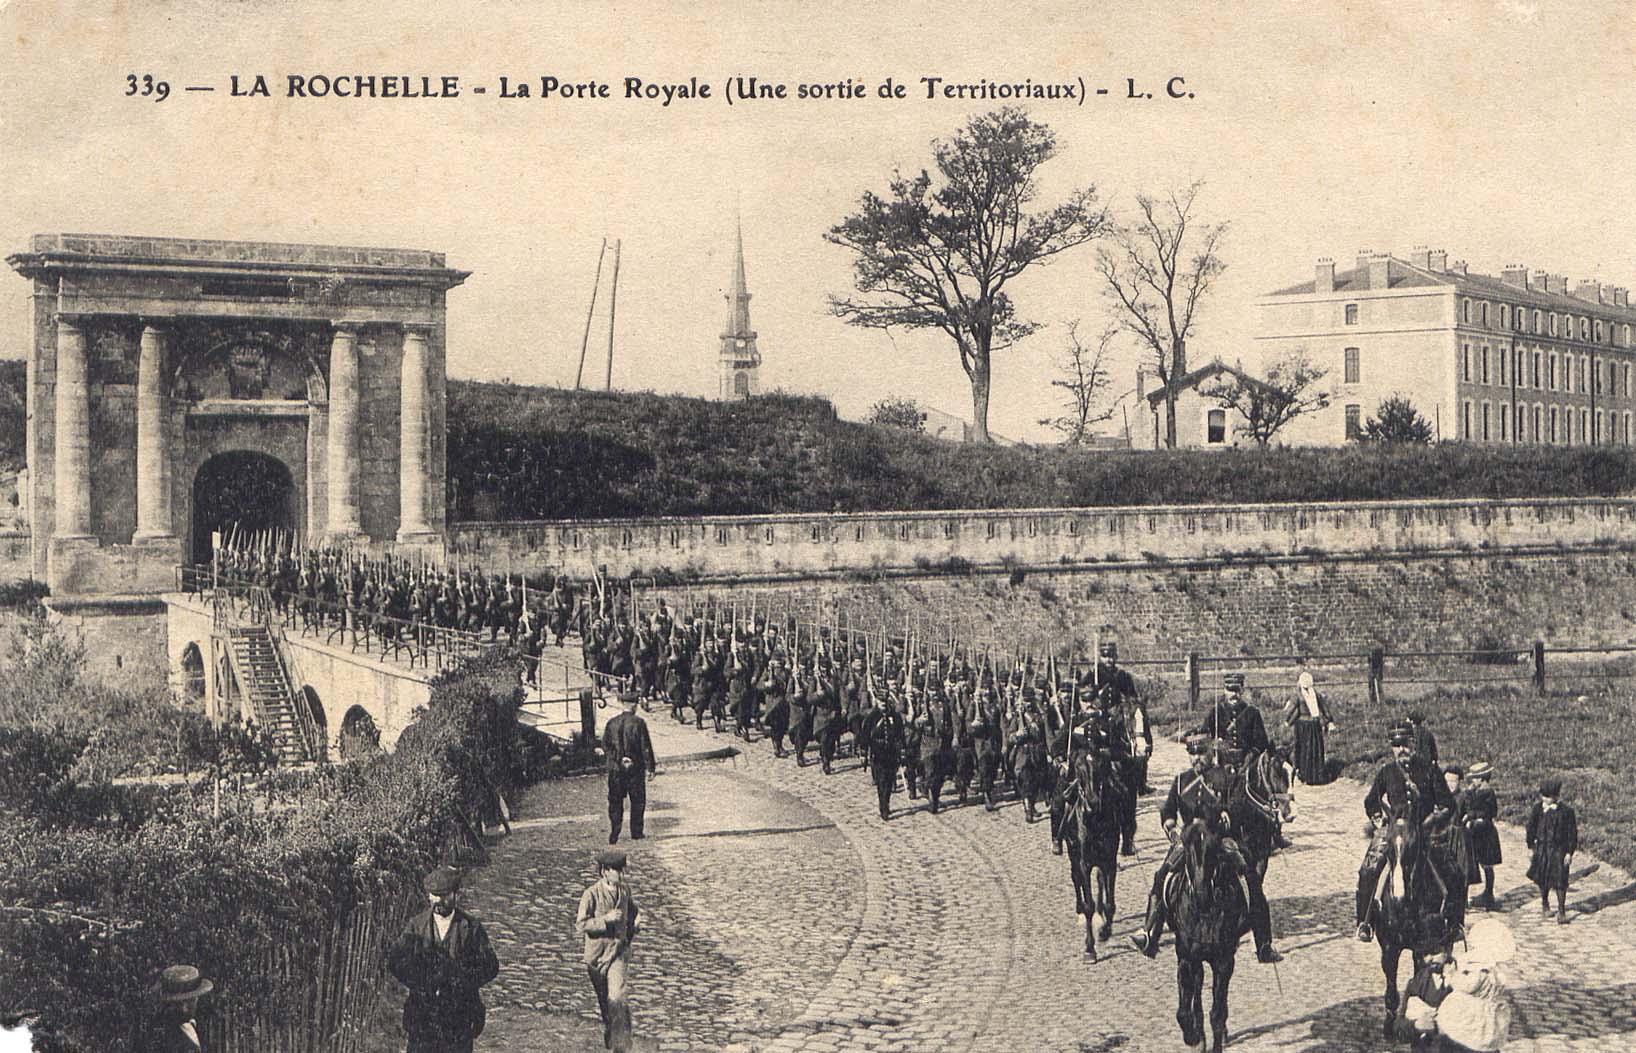 339 — LA ROCHELLE - La Porte Royale (Une sortie de Territoriaux) - L. C.